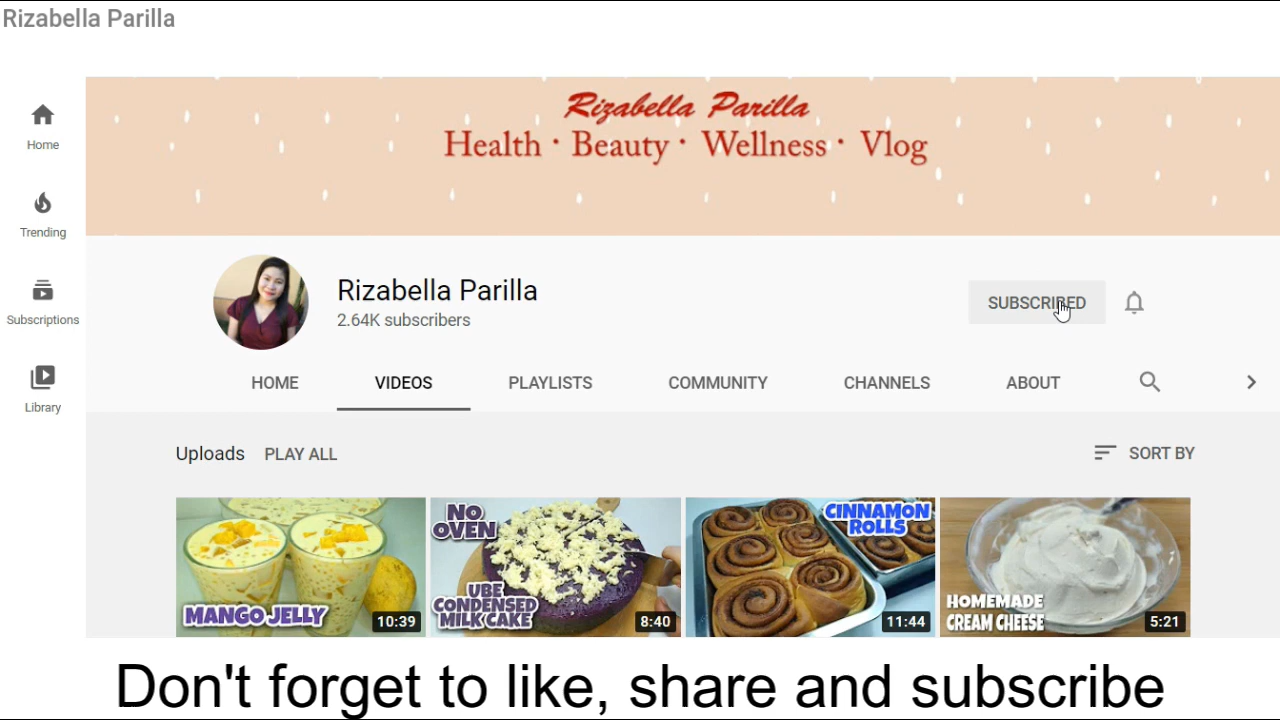 Rizabella Parilla
Rizabella Parilla
Health · Beauty · Wellness · Vlog
Home
Trending
Subscriptions
Library
Rizabella Parilla
2.64K subscribers
SUBSCRIBED
HOME VIDEOS PLAYLISTS COMMUNITY CHANNELS ABOUT
Uploads PLAY ALL SORT BY
MANGO JELLY
10:39
NO
OVEN
UBE
CONDENSED
MILK CAKE
8:40
CINNAMON
ROLLS
11:44
HOMEMADE
CREAM CHEESE
5:21
Don't forget to like, share and subscribe